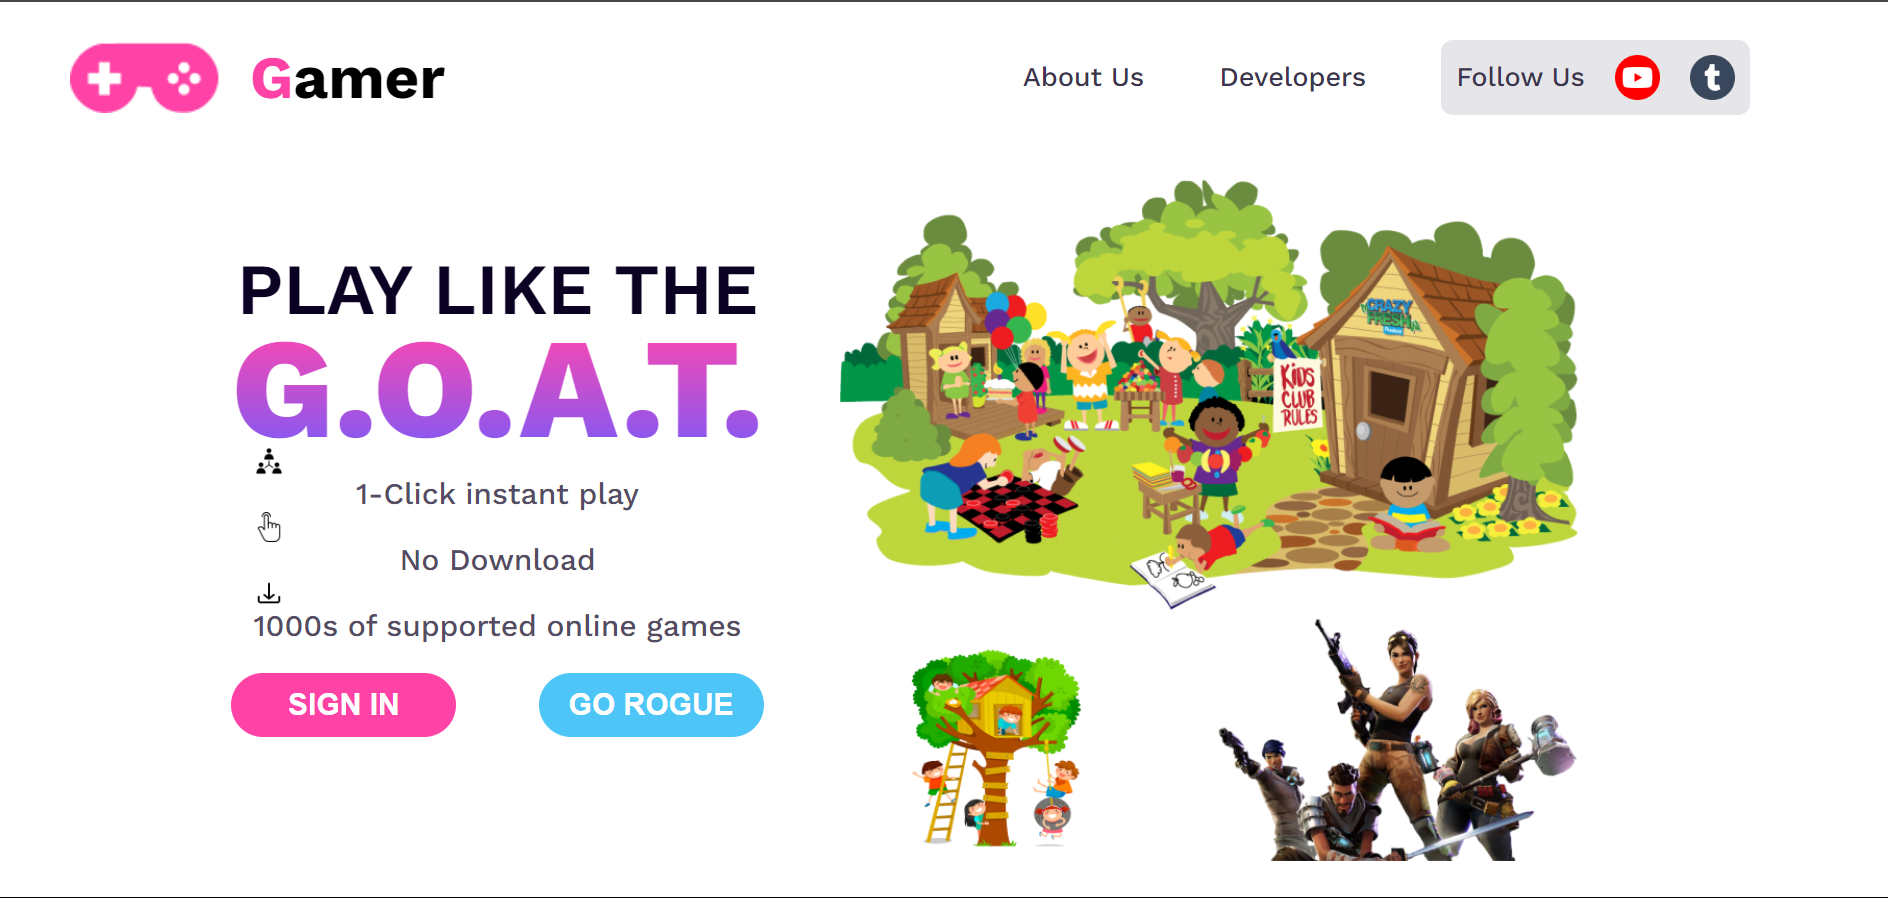 Gamer
About Us
Developers
Follow Us
t
PLAY LIKE THE
G.O.A.T.
1-Click instant play
No Download
1000s of supported online games
SIGN IN
GO ROGUE
CRAZY
FRESH
KiDS
CLUB
RULES